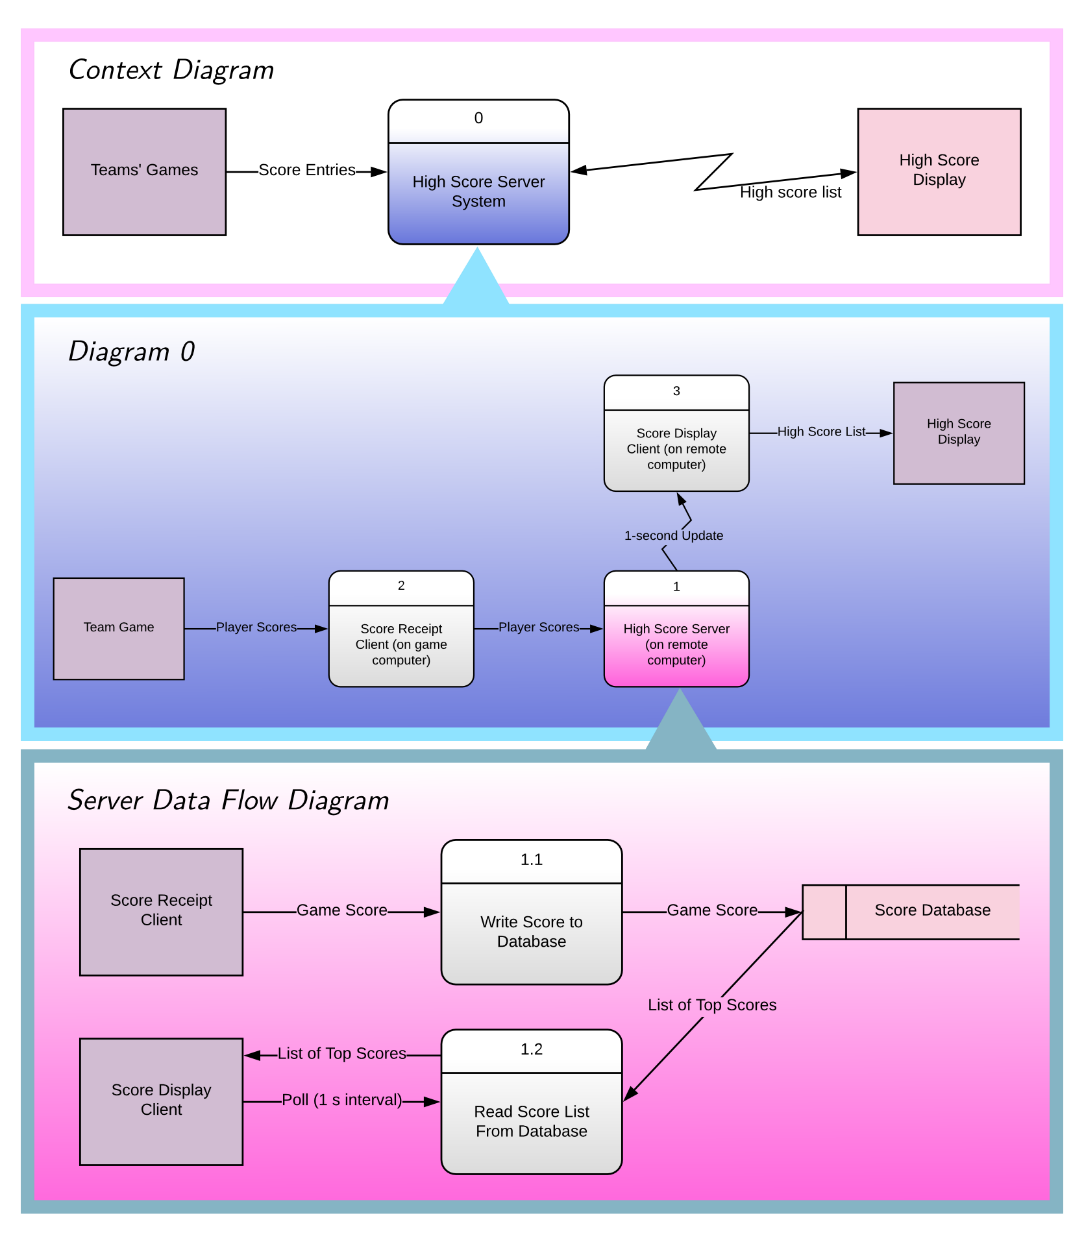 Context Diagram
Teams' Games
Score Entries
0
High Score Server
System
High score list
High Score
Display
Diagram 0
3
Score Display
Client (on remote
computer)
High Score List
High Score
Display
1-second Update
Team Game
Player Scores
2
Score Receipt
Client (on game
computer)
Player Scores
1
High Score Server
(on remote
computer)
Server Data Flow Diagram
Score Receipt
Client
Game Score
1.1
Write Score to
Database
Game Score
Score Database
List of Top Scores
Score Display
Client
List of Top Scores
Poll (1 s interval)
1.2
Read Score List
From Database